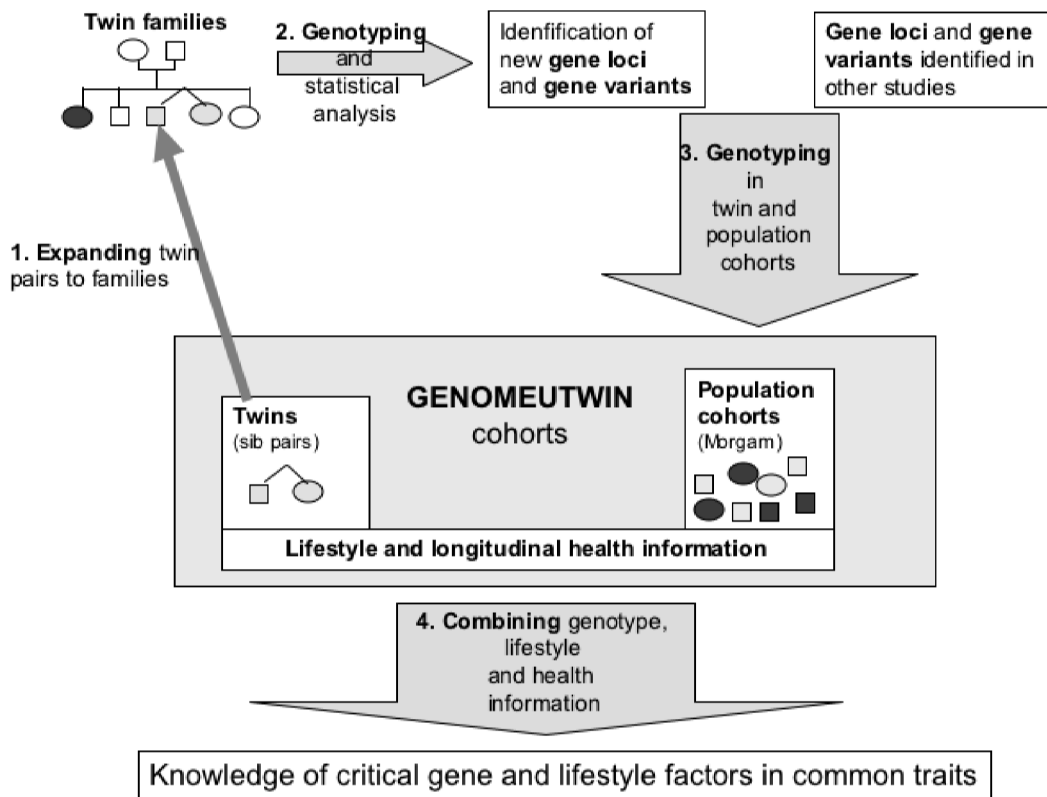 Twin families
2. Genotyping
and
statistical
analysis
Idenfification of
new gene loci
and gene variants
Gene loci and gene
variants identified in
other studies
3. Genotyping
in
twin and
population
cohorts
1. Expanding twin
pairs to families
GENOMEUTWIN
cohorts
Twins
(sib pairs)
Population
cohorts
(Morgam)
Lifestyle and longitudinal health information
4. Combining genotype,
lifestyle
and health
information
Knowledge of critical gene and lifestyle factors in common traits